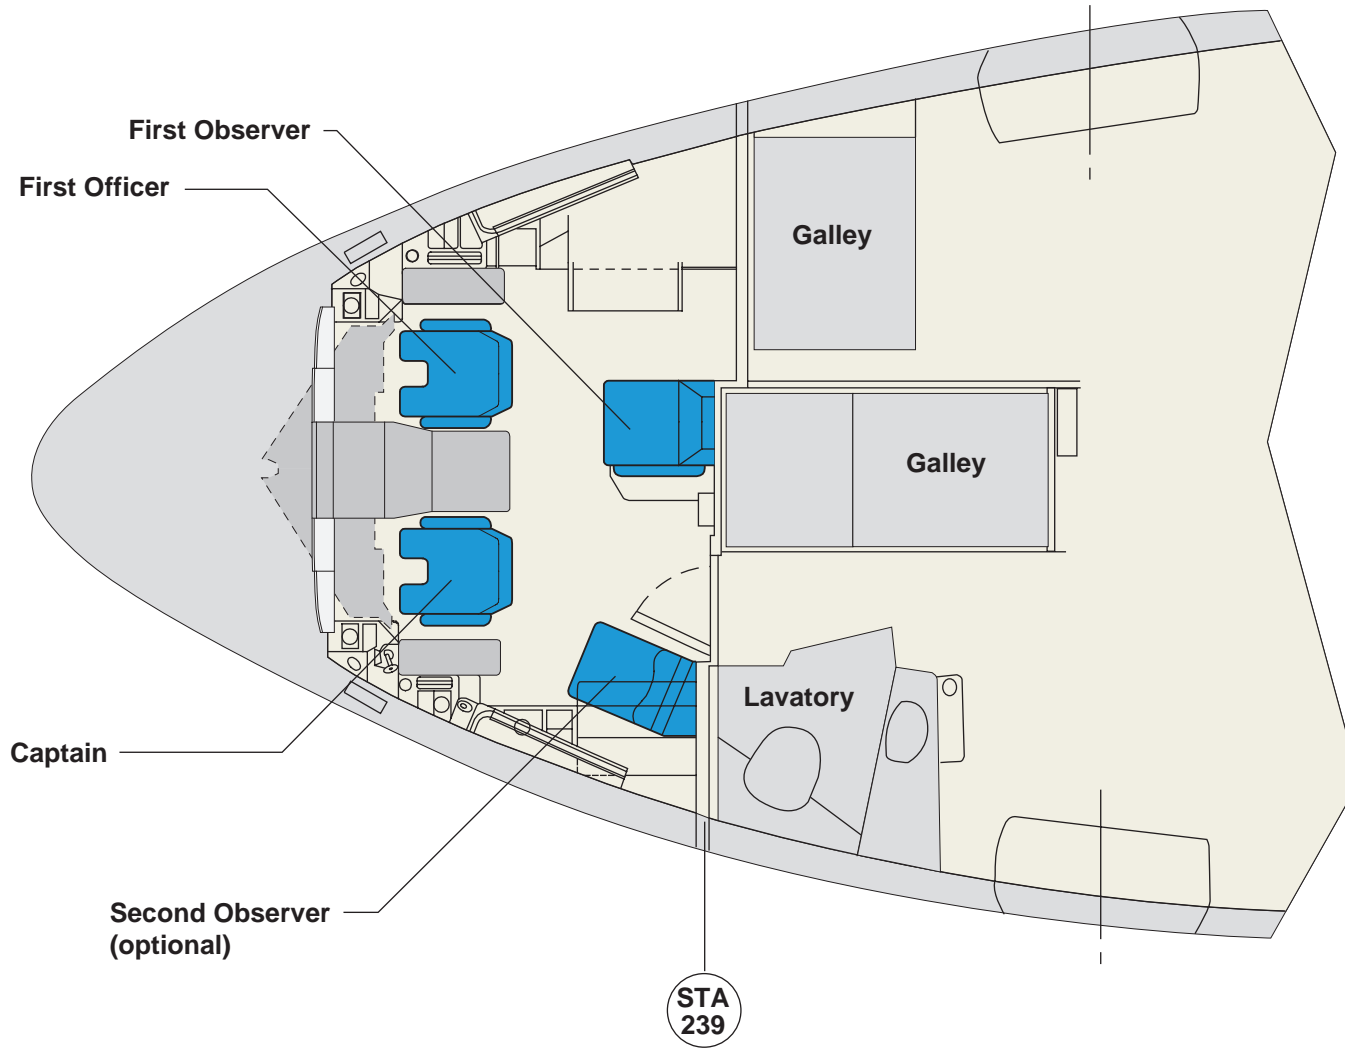 First Observer
First Officer
Galley
Galley
Lavatory
Captain
Second Observer
(optional)
STA
239